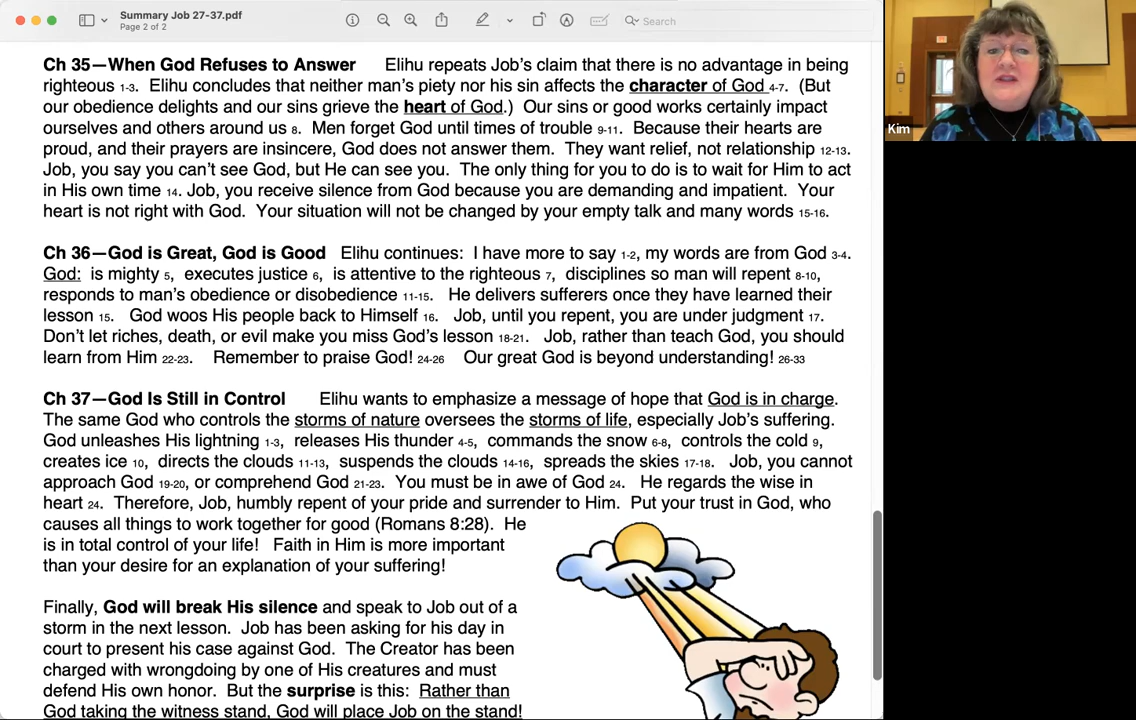 Summary Job 27-37.pdf
Page 2 of 2
Search
Kim
Ch 35—When God Refuses to Answer Elihu repeats Job’s claim that there is no advantage in being
righteous 1-3. Elihu concludes that neither man’s piety nor his sin affects the character of God 4-7. (But
our obedience delights and our sins grieve the heart of God.) Our sins or good works certainly impact
ourselves and others around us 8. Men forget God until times of trouble 9-11. Because their hearts are
proud, and their prayers are insincere, God does not answer them. They want relief, not relationship 12-13.
Job, you say you can’t see God, but He can see you. The only thing for you to do is to wait for Him to act
in His own time 14. Job, you receive silence from God because you are demanding and impatient. Your
heart is not right with God. Your situation will not be changed by your empty talk and many words 15-16.
Ch 36—God is Great, God is Good Elihu continues: I have more to say 1-2, my words are from God 3-4.
God: is mighty 5, executes justice 6, is attentive to the righteous 7, disciplines so man will repent 8-10,
responds to man’s obedience or disobedience 11-15. He delivers sufferers once they have learned their
lesson 15. God woos His people back to Himself 16. Job, until you repent, you are under judgment 17.
Don’t let riches, death, or evil make you miss God’s lesson 18-21. Job, rather than teach God, you should
learn from Him 22-23. Remember to praise God! 24-26 Our great God is beyond understanding! 26-33
Ch 37—God Is Still in Control Elihu wants to emphasize a message of hope that God is in charge.
The same God who controls the storms of nature oversees the storms of life, especially Job’s suffering.
God unleashes His lightning 1-3, releases His thunder 4-5, commands the snow 6-8, controls the cold 9,
creates ice 10, directs the clouds 11-13, suspends the clouds 14-16, spreads the skies 17-18. Job, you cannot
approach God 19-20, or comprehend God 21-23. You must be in awe of God 24. He regards the wise in
heart 24. Therefore, Job, humbly repent of your pride and surrender to Him. Put your trust in God, who
causes all things to work together for good (Romans 8:28). He
is in total control of your life! Faith in Him is more important
than your desire for an explanation of your suffering!
Finally, God will break His silence and speak to Job out of a
storm in the next lesson. Job has been asking for his day in
court to present his case against God. The Creator has been
charged with wrongdoing by one of His creatures and must
defend His own honor. But the surprise is this: Rather than
God taking the witness stand, God will place Job on the stand!